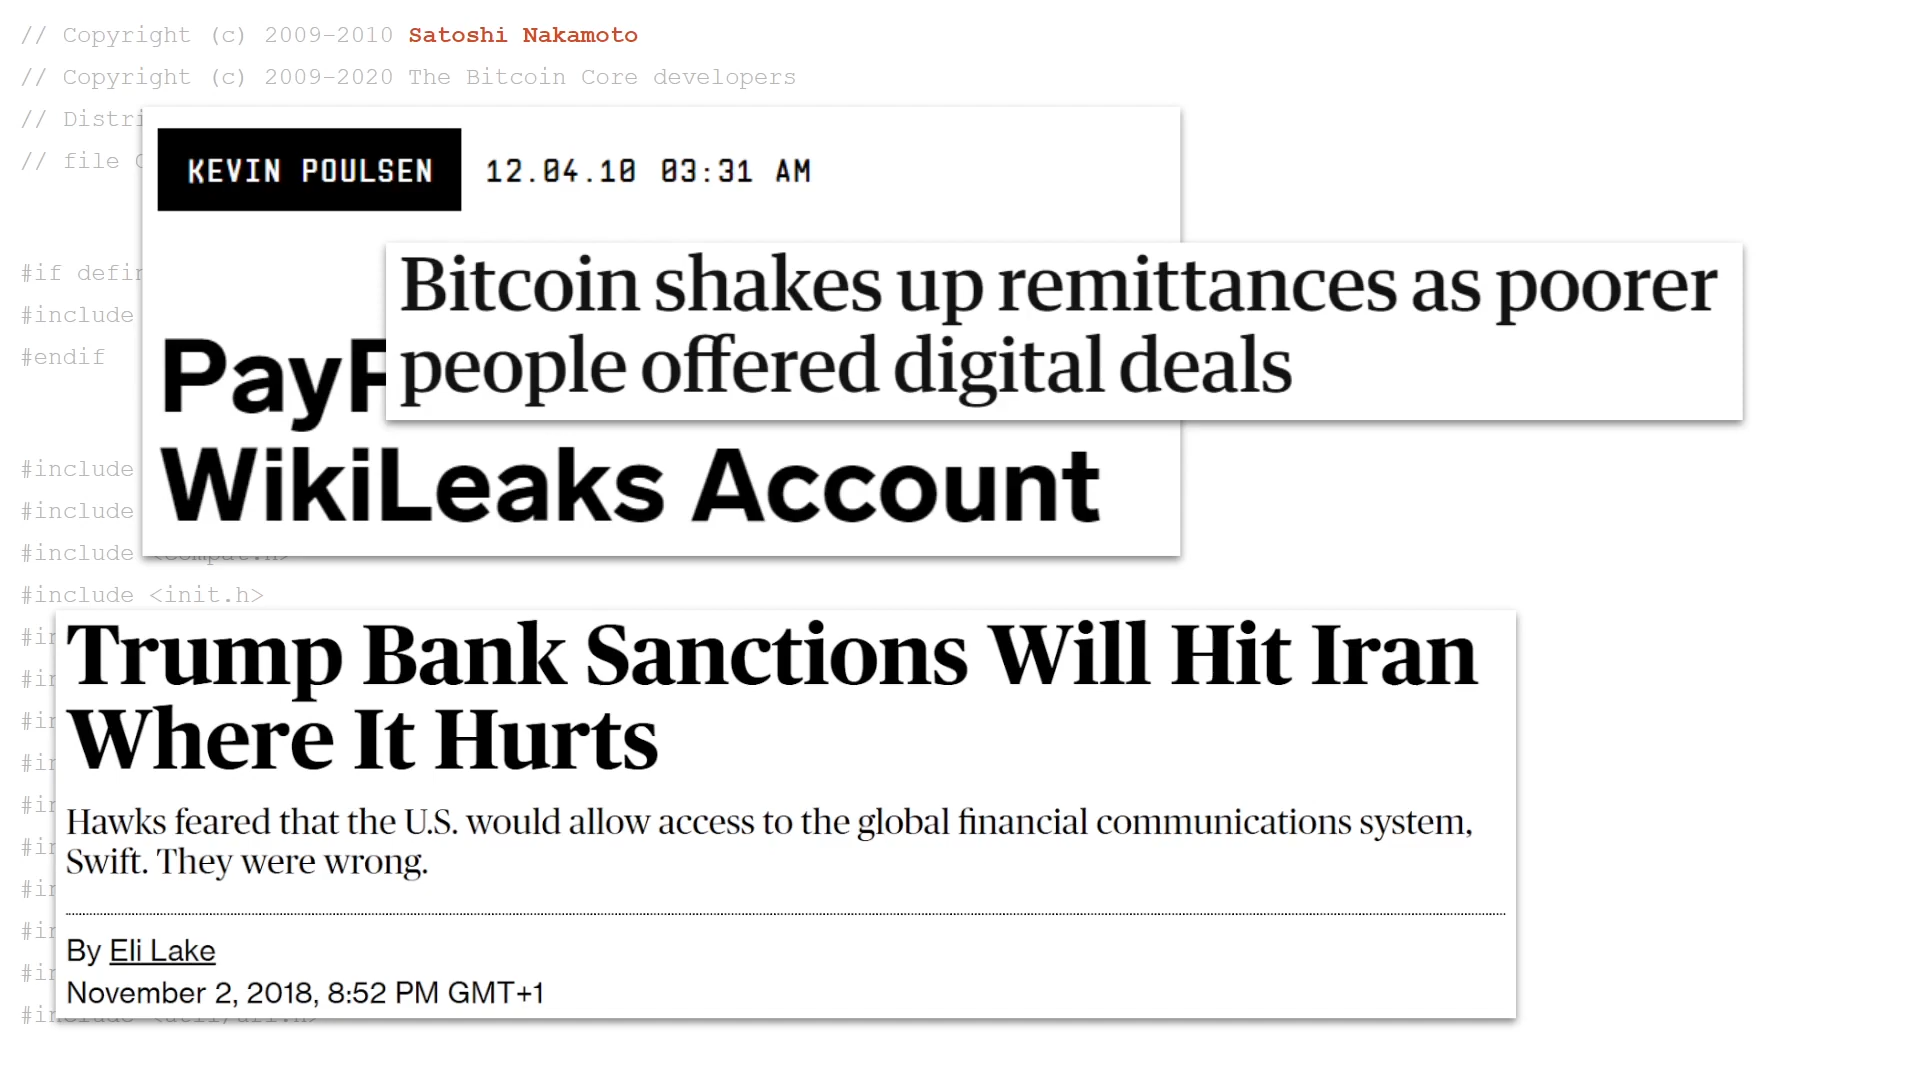 // Copyright (c) 2009-2010 Satoshi Nakamoto
// Copyright (c) 2009-2020 The Bitcoin Core developers
//
// file
KEVIN POULSEN 12.04.10 03:31 AM
#if
Bitcoin shakes up remittances as poorer
people offered digital deals
#include
#endif
WikiLeaks Account
#include
#include
#include
#include <init.h>
Trump Bank Sanctions Will Hit Iran
Where It Hurts
Hawks feared that the U.S. would allow access to the global financial communications system,
Swift. They were wrong.
By Eli Lake
November 2, 2018, 8:52 PM GMT+1